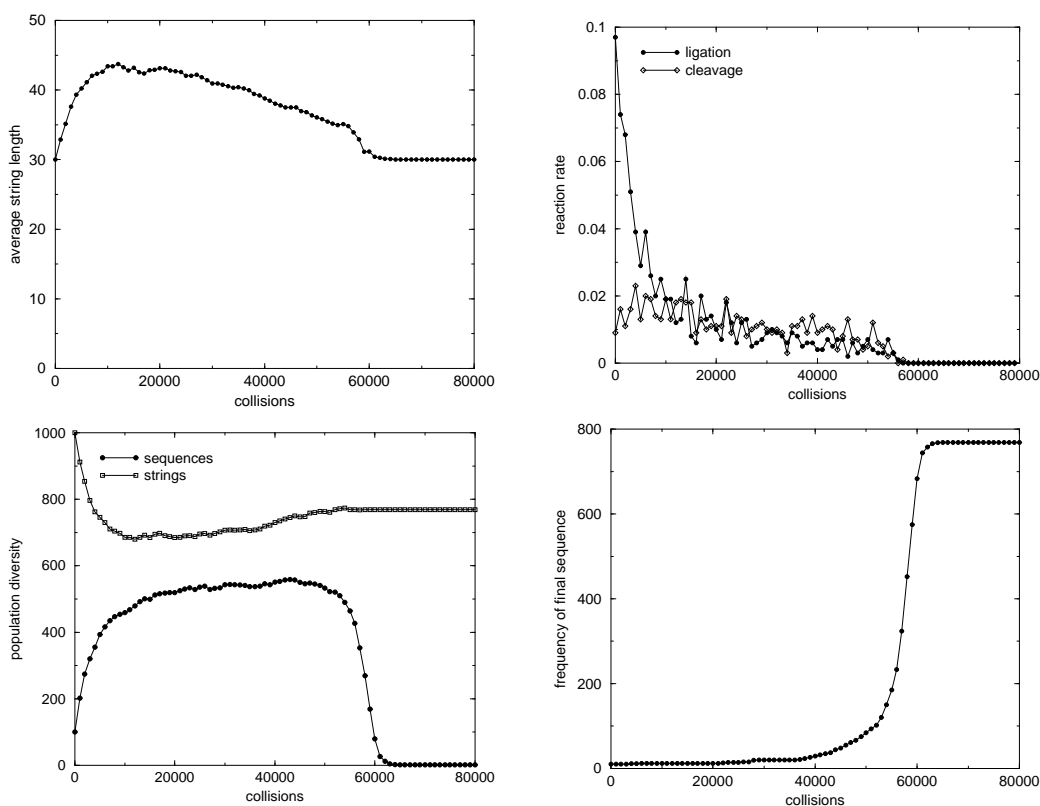 50
40
30
20
10
0
average string length
0 20000 40000 60000 80000
collisions
0.1
0.08
0.06
0.04
0.02
0
reaction rate
ligation
cleavage
0 20000 40000 60000 80000
collisions
1000
800
600
400
200
0
population diversity
sequences
strings
0 20000 40000 60000 80000
collisions
800
600
400
200
0
frequency of final sequence
0 20000 40000 60000 80000
collisions